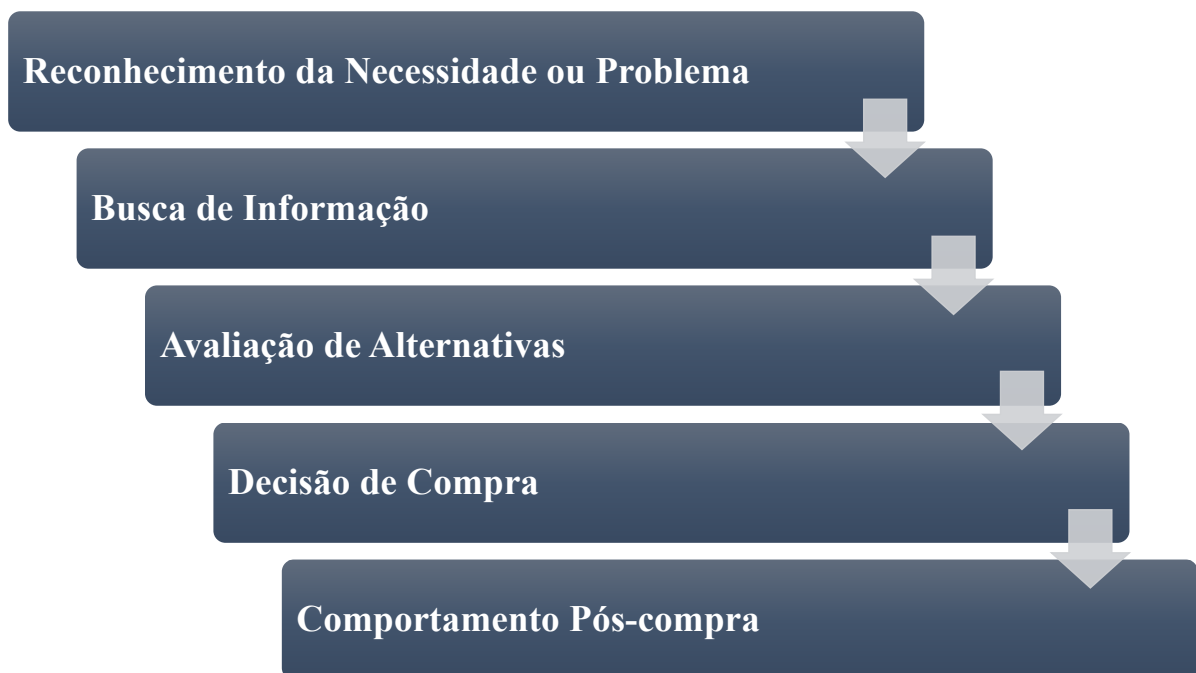 Reconhecimento da Necessidade ou Problema
Busca de Informação
Avaliação de Alternativas
Decisão de Compra
Comportamento Pós-compra